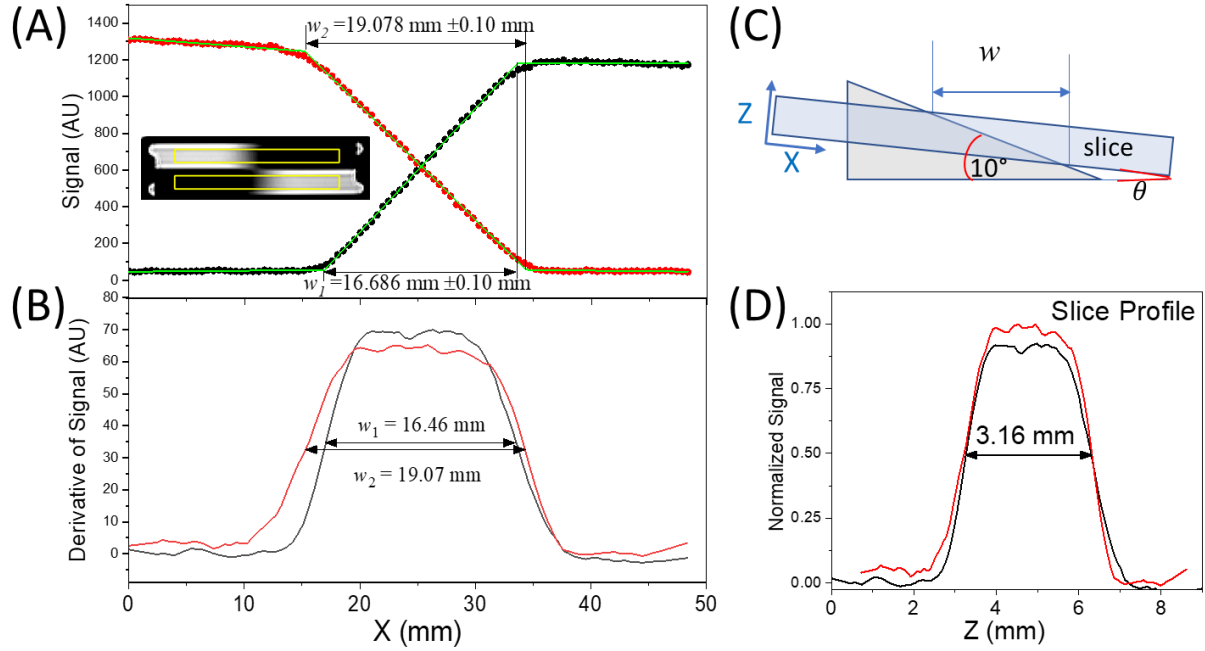 (A)
1400
1200
1000
800
600
400
200
0
Signal (AU)
w2 =19.078 mm ±0.10 mm
w1=16.686 mm ±0.10 mm
(B)
80
70
60
50
40
30
20
10
0
Derivative of Signal (AU)
w1 = 16.46 mm
w2 = 19.07 mm
0
10
20
30
40
50
X (mm)
(C)
w
Z
X
10°
slice
θ
(D)
Slice Profile
1.00
0.75
0.50
0.25
0.00
Normalized Signal
3.16 mm
0
2
4
6
8
Z (mm)